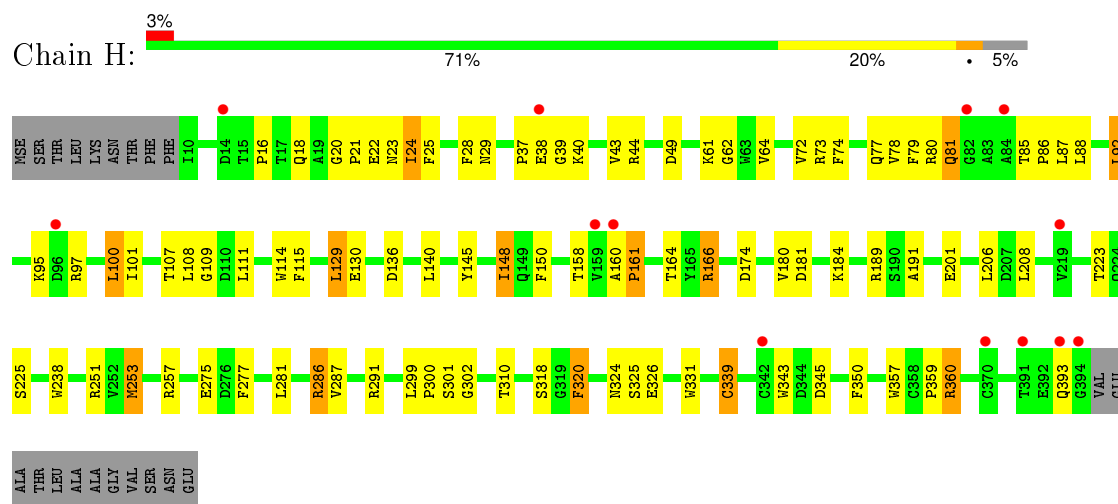 3%
Chain H:
71% 20% • 5%
MSE SER THR LEU LYS ASN THR PHE PHE I10 D14 T15 P16 T17 Q18 A19 G20 P21 E22 N23 I24 F25 F28 N29 P37 E38 G39 K40 V43 R44 D49 K61 G62 W63 V64 V72 R73 F74 Q77 V78 F79 R80 Q81 G82 A83 A84 T85 P86 L87 L88 L92
K95 D96 R97 L100 I101 T107 L108 G109 D110 L111 W114 F115 L129 E130 D136 L140 Y145 I148 Q149 F150 T158 V159 A160 P161 T164 Y165 R166 D174 V180 D181 K184 R189 S190 A191 E201 L206 D207 L208 V219 T223
S225 W238 R251 V252 M253 R257 E275 D276 F277 L281 R286 V287 R291 L299 P300 S301 G302 T310 S318 G319 F320 N324 S325 E326 W331 C339 C342 W343 D344 D345 F350 W357 C358 P359 R360 C370 T391 E392 Q393 G394 VAL
ALA THR LEU ALA ALA GLY VAL SER ASN GLU